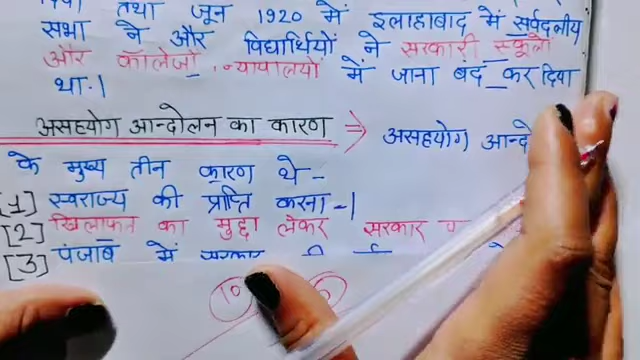 तथा जून 1920 में इलाहाबाद में सर्वदलीय
सभा ने और विद्यार्थियों ने सरकारी स्कूलों
और कॉलेजों, न्यायालयों में जाना बंद कर दिया
था।
असहयोग आन्दोलन का कारण ⇒ असहयोग
के मुख्य तीन कारण थे -
[1] स्वराज्य की प्राप्ति करना -।
[2] खिलाफत का मुद्दा लेकर सरकार
[3] पंजाब में
10